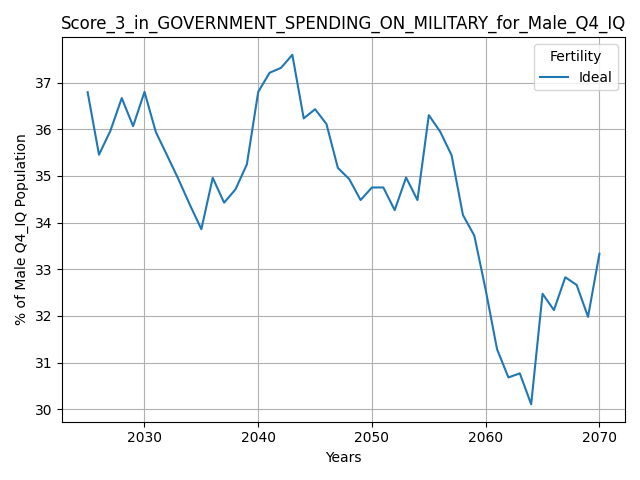 Score_3_in_GOVERNMENT_SPENDING_ON_MILITARY_for_Male_Q4_IQ
Fertility
Ideal
% of Male Q4_IQ Population
37
36
35
34
33
32
31
30
2030
2040
2050
2060
2070
Years